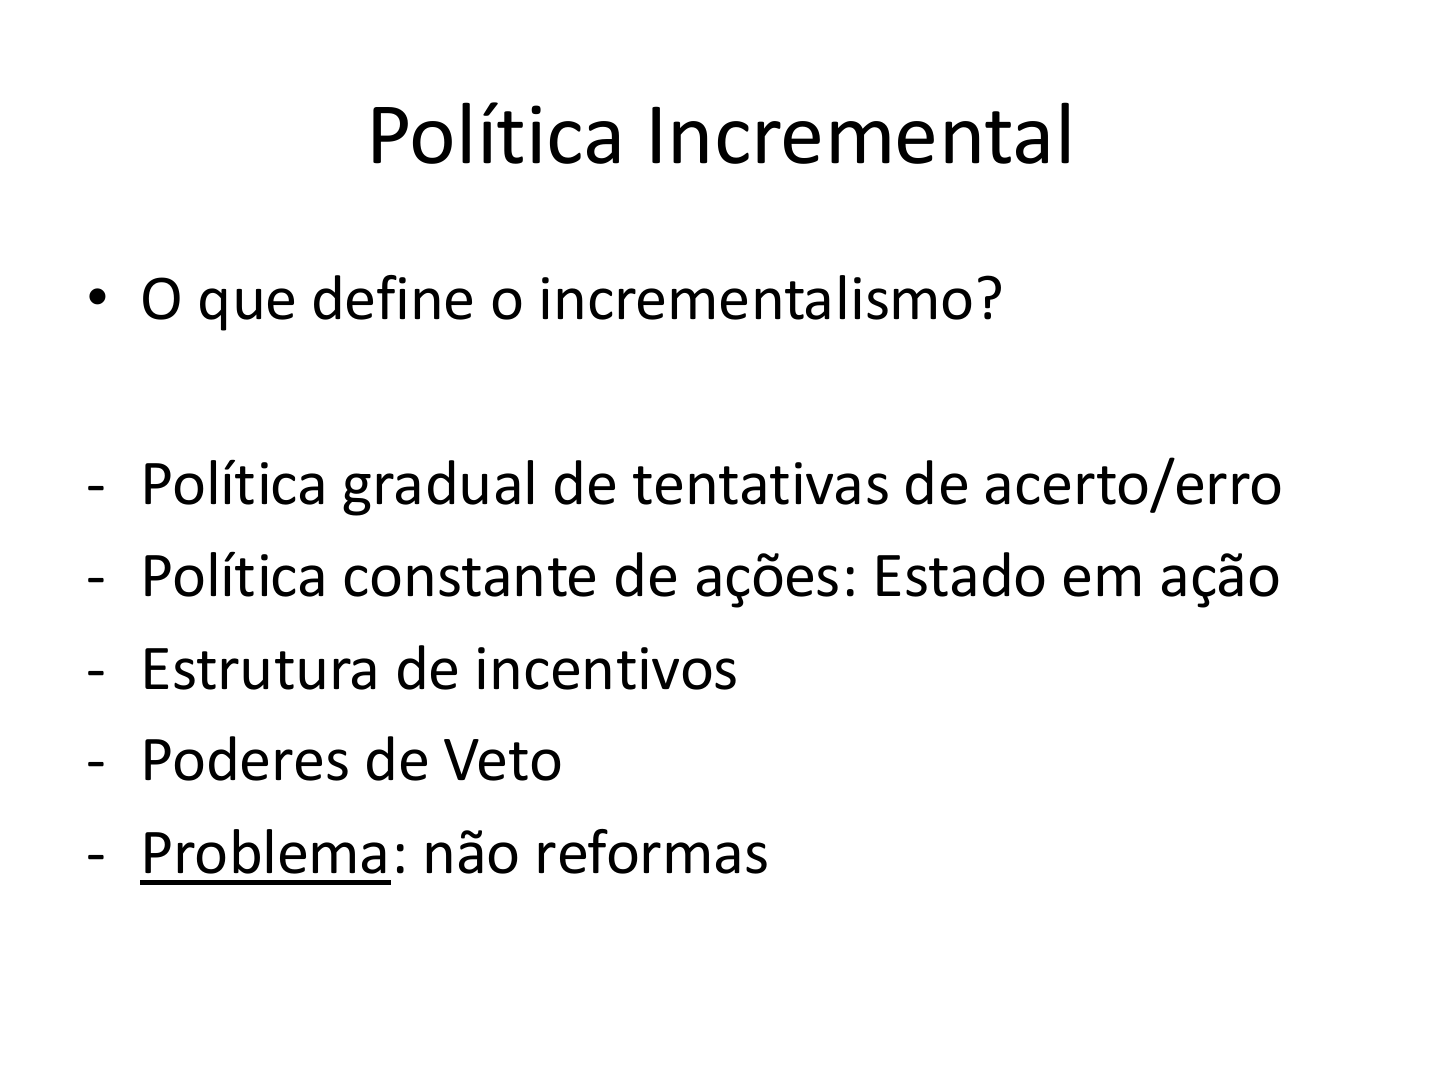 Política Incremental
• O que define o incrementalismo?
- Política gradual de tentativas de acerto/erro
- Política constante de ações: Estado em ação
- Estrutura de incentivos
- Poderes de Veto
- Problema: não reformas